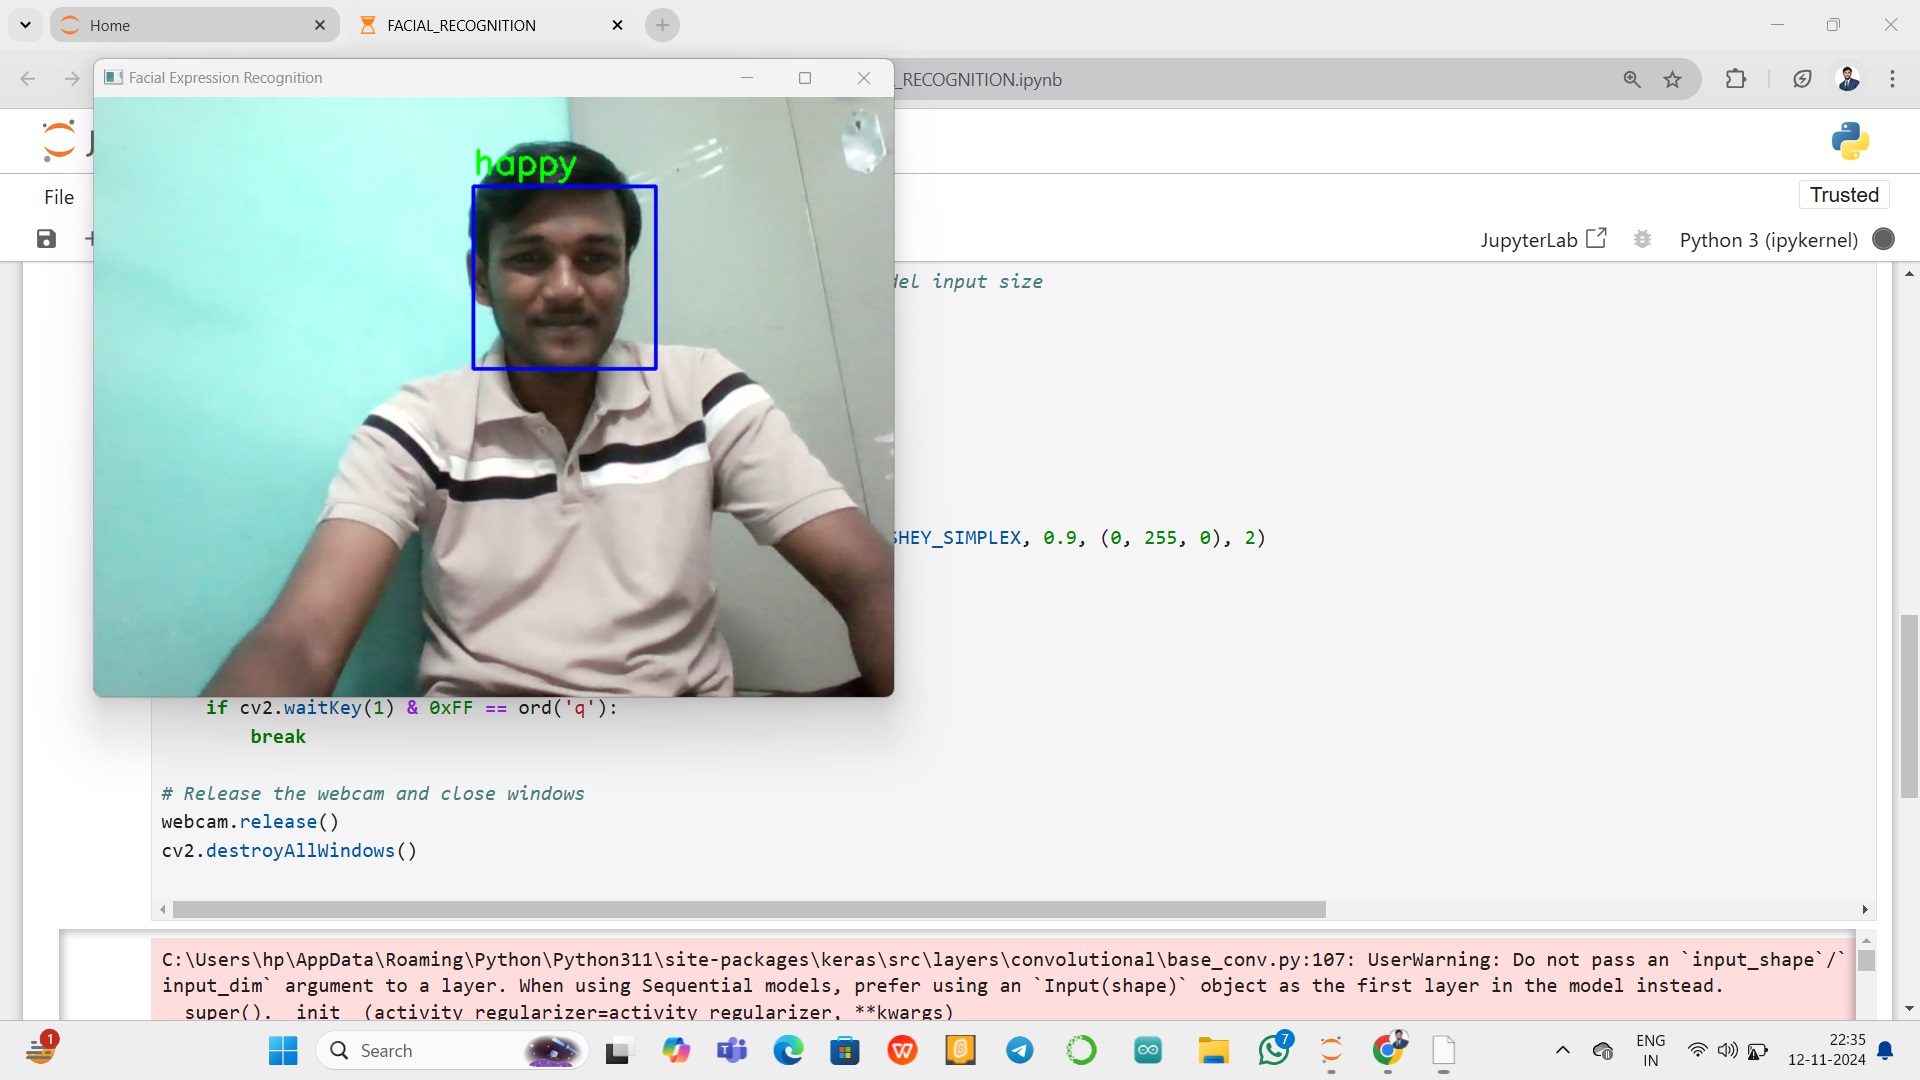 Home
FACIAL_RECOGNITION
Facial Expression Recognition
_RECOGNITION.ipynb
happy
File
Trusted
JupyterLab
Python 3 (ipykernel)
del input size
SHEY_SIMPLEX, 0.9, (0, 255, 0), 2)
if cv2.waitKey(1) & 0xFF == ord('q'):
break
# Release the webcam and close windows
webcam.release()
cv2.destroyAllWindows()
C:\Users\hp\AppData\Roaming\Python\Python311\site-packages\keras\src\layers\convolutional\base_conv.py:107: UserWarning: Do not pass an `input_shape`/`
input_dim` argument to a layer. When using Sequential models, prefer using an `Input(shape)` object as the first layer in the model instead.
super().__init__(activity_regularizer=activity_regularizer, **kwargs)
1
Search
7
ENG
IN
22:35
12-11-2024